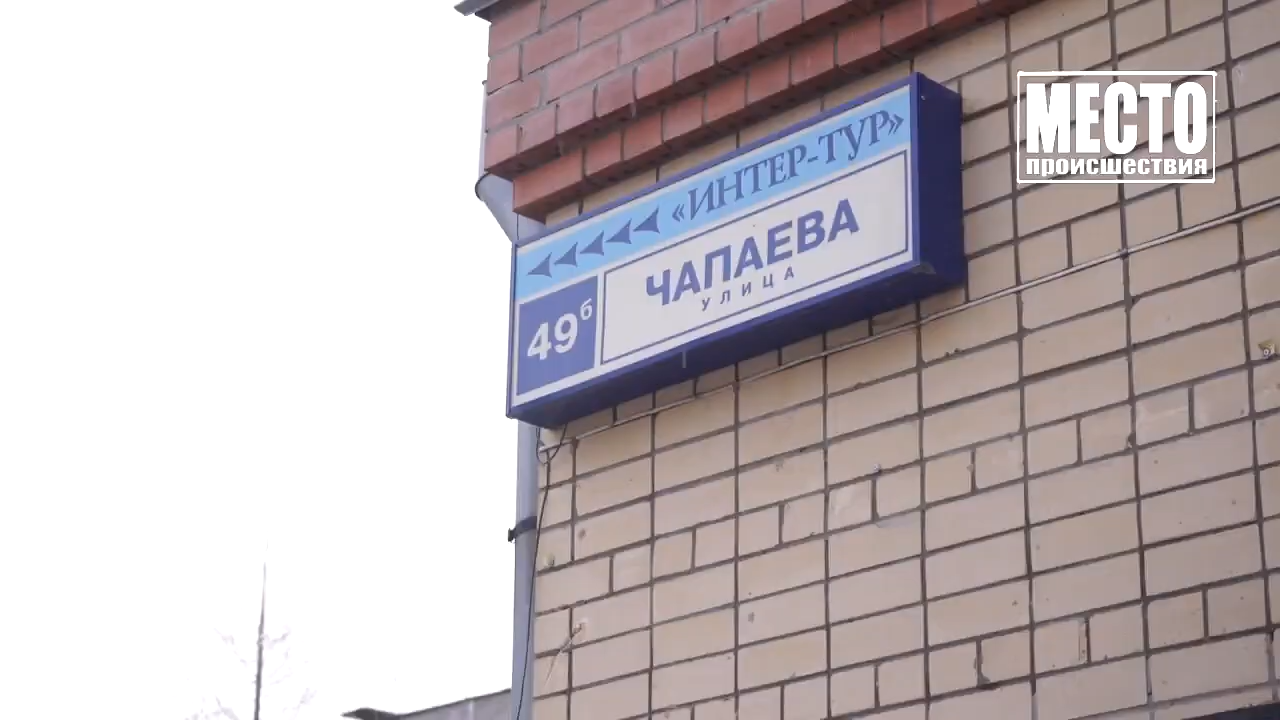 МЕСТО
ПРОИСШЕСТВИЯ
«ИНТЕР-ТУР»
ЧАПАЕВА
УЛИЦА
49б